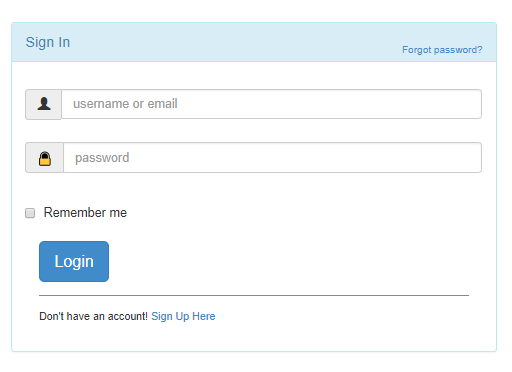 Sign In
Forgot password?
username or email
password
Remember me
Login
Don't have an account! Sign Up Here